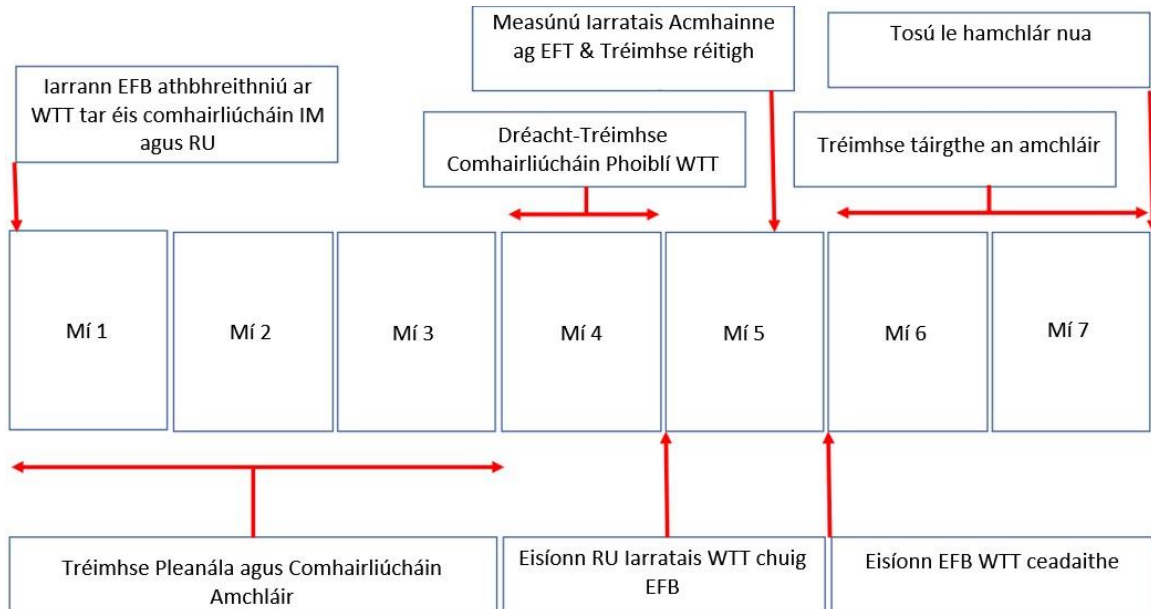 Iarrann EFB athbhreithniú ar
WTT tar éis comhairliúcháin IM
agus RU
Measúnú Iarratais Acmhainne
ag EFT & Tréimhse réitigh
Tosú le hamchlár nua
Dréacht-Tréimhse
Comhairliúcháin Phoiblí WTT
Tréimhse táirgthe an amchláir
Mí 1
Mí 2
Mí 3
Mí 4
Mí 5
Mí 6
Mí 7
Tréimhse Pleanála agus Comhairliúcháin
Amchláir
Eisíonn RU Iarratais WTT chuig
EFB
Eisíonn EFB WTT ceadaithe